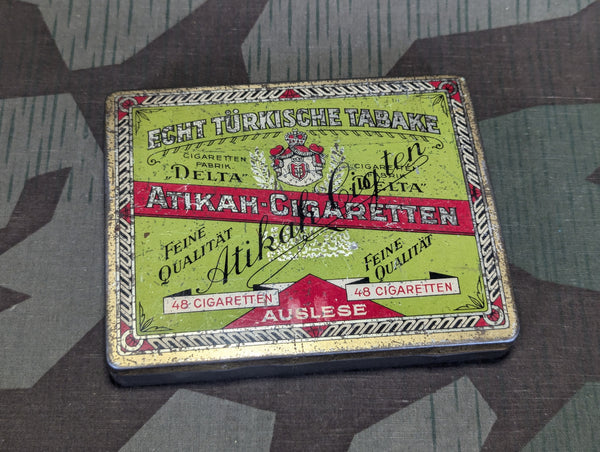 ECHT TÜRKISCHE TABAKE
CIGARETTEN
FABRIK
"DELTA"
CIGARETTEN
FABRIK
"DELTA"
ATIKAH-CIGARETTEN
Atikah Cigten
FEINE
QUALITÄT
FEINE
QUALITÄT
48 CIGARETTEN
48 CIGARETTEN
AUSLESE